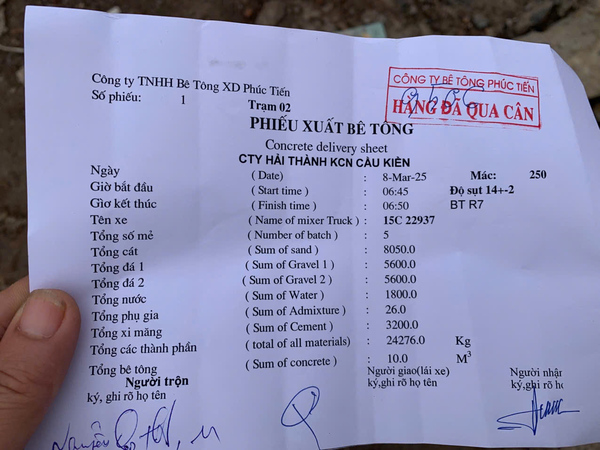 Công ty TNHH Bê Tông XD Phúc Tiến
Số phiếu: 1
Trạm 02
CÔNG TY BÊ TÔNG PHÚC TIẾN
HÀNG ĐÃ QUA CÂN
PHIẾU XUẤT BÊ TÔNG
Concrete delivery sheet
CTY HẢI THÀNH KCN CẦU KIỀN
Ngày (Date) : 8-Mar-25 Mác: 250
Giờ bắt đầu (Start time) : 06:45 Độ sụt 14+-2
Giờ kết thúc (Finish time) : 06:50 BT R7
Tên xe (Name of mixer Truck) : 15C 22937
Tổng số mẻ (Number of batch) : 5
Tổng cát (Sum of sand) : 8050.0
Tổng đá 1 (Sum of Gravel 1) : 5600.0
Tổng đá 2 (Sum of Gravel 2) : 5600.0
Tổng nước (Sum of Water) : 1800.0
Tổng phụ gia (Sum of Admixture) : 26.0
Tổng xi măng (Sum of Cement) : 3200.0
Tổng các thành phần (total of all materials) : 24276.0 Kg
Tổng bê tông (Sum of concrete) : 10.0 M3
Người trộn Người giao(lái xe) Người nhận
ký, ghi rõ họ tên ký,ghi rõ họ tên ký,ghi rõ họ